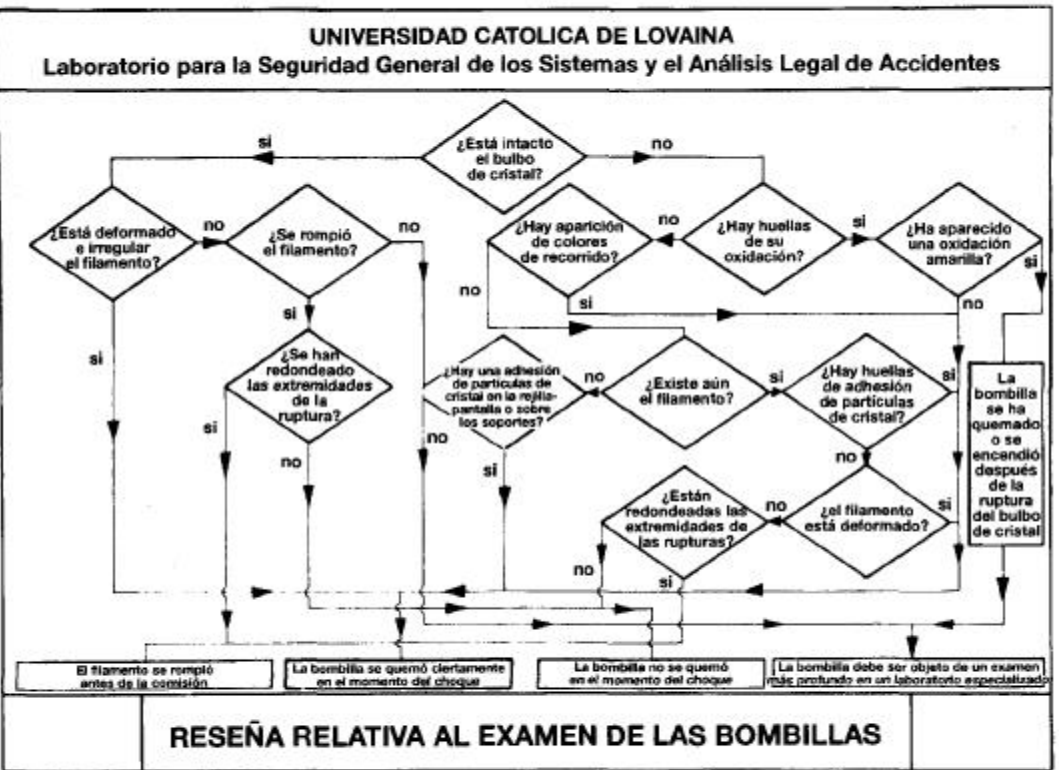 UNIVERSIDAD CATOLICA DE LOVAINA
Laboratorio para la Seguridad General de los Sistemas y el Análisis Legal de Accidentes
¿Está intacto
el bulbo
de cristal?
si
no
¿Está deformado
e irregular
el filamento?
no
¿Se rompió
el filamento?
no
¿Hay aparición
de colores
de recorrido?
no
¿Hay huellas
de su
oxidación?
si
¿Ha aparecido
una oxidación
amarilla?
si
no
si
no
si
si
¿Se han
redondeado
las extremidades
de la
ruptura?
¿Hay una adhesión
de partículas de
cristal en la rejilla-
pantalla o sobre
los soportes?
no
¿Existe aún
el filamento?
si
¿Hay huellas
de adhesión
de partículas
de cristal?
si
La
bombilla
se ha
quemado
o se
encendió
después
de la
ruptura
del bulbo
de cristal
si
no
no
si
no
¿Están
redondeadas las
extremidades de
las rupturas?
no
¿el filamento
está deformado?
si
no
si
El filamento se rompió
antes de la comisión
La bombilla se quemó ciertamente
en el momento del choque
La bombilla no se quemó
en el momento del choque
La bombilla debe ser objeto de un examen
más profundo en un laboratorio especializado
RESEÑA RELATIVA AL EXAMEN DE LAS BOMBILLAS